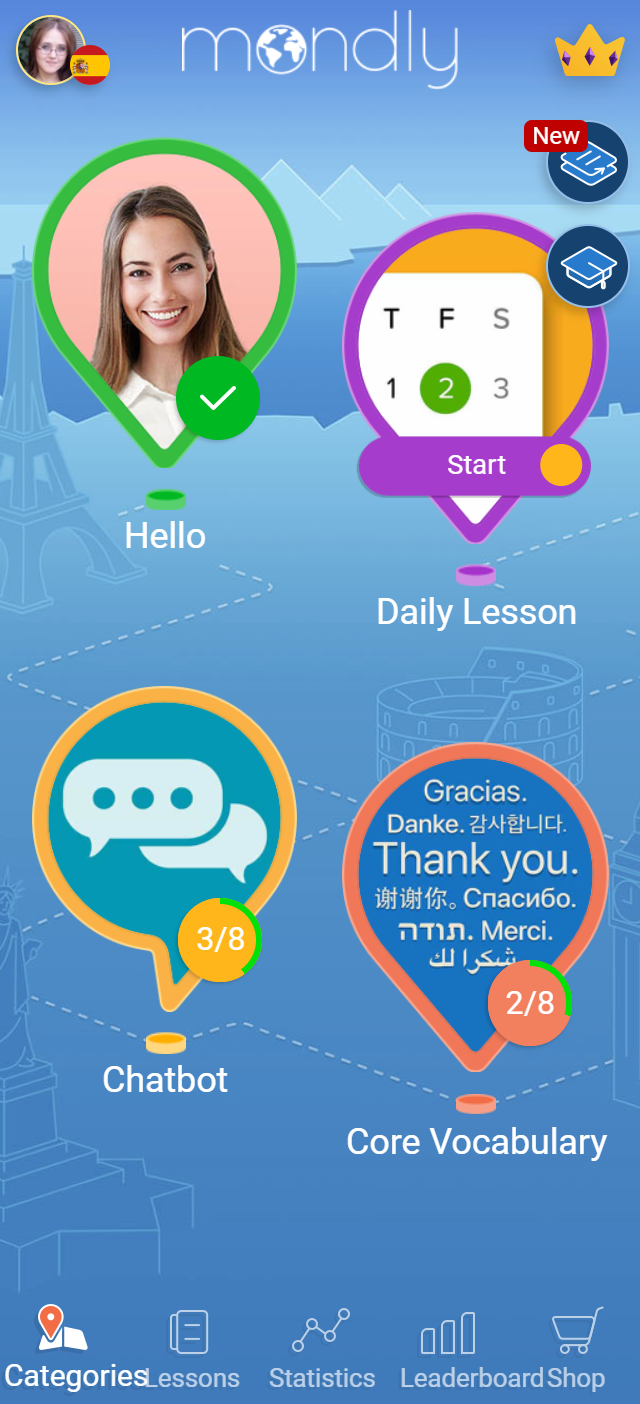 mondly
New
T F S
1 2 3
Start
Hello
Daily Lesson
Gracias.
Danke. 감사합니다.
Thank you.
谢谢你。 Спасибо.
תודה. Merci.
شكرا لك
3/8
2/8
Chatbot
Core Vocabulary
Categories Lessons Statistics Leaderboard Shop